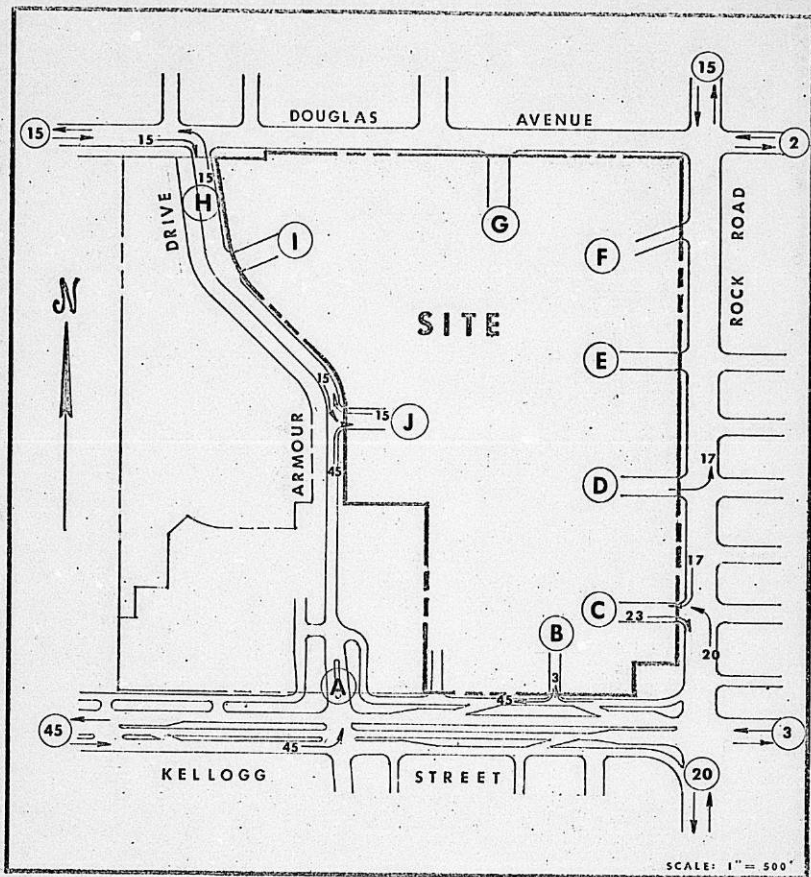 15
DOUGLAS AVENUE
15 15 2
15
H
DRIVE
I
G
F
ROCK ROAD
N
SITE
E
15
15 J
ARMOUR
45
17
D
17
C
23
B
20
A
3
45
45 3
45
KELLOGG STREET
20
SCALE: 1" = 500'